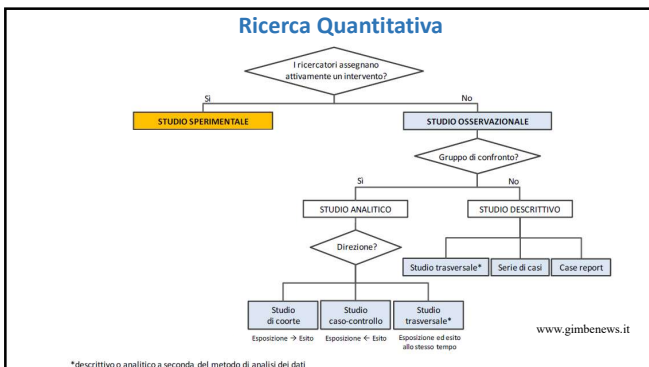 Ricerca Quantitativa
I ricercatori assegnano
attivamente un intervento?
Sì
No
STUDIO SPERIMENTALE
STUDIO OSSERVAZIONALE
Gruppo di confronto?
Sì
No
STUDIO ANALITICO
STUDIO DESCRITTIVO
Direzione?
Studio trasversale*
Serie di casi
Case report
Studio
di coorte
Studio
caso-controllo
Studio
trasversale*
Esposizione → Esito
Esposizione ← Esito
Esposizione ed esito
allo stesso tempo
www.gimbenews.it
*descrittivo o analitico a seconda del metodo di analisi dei dati